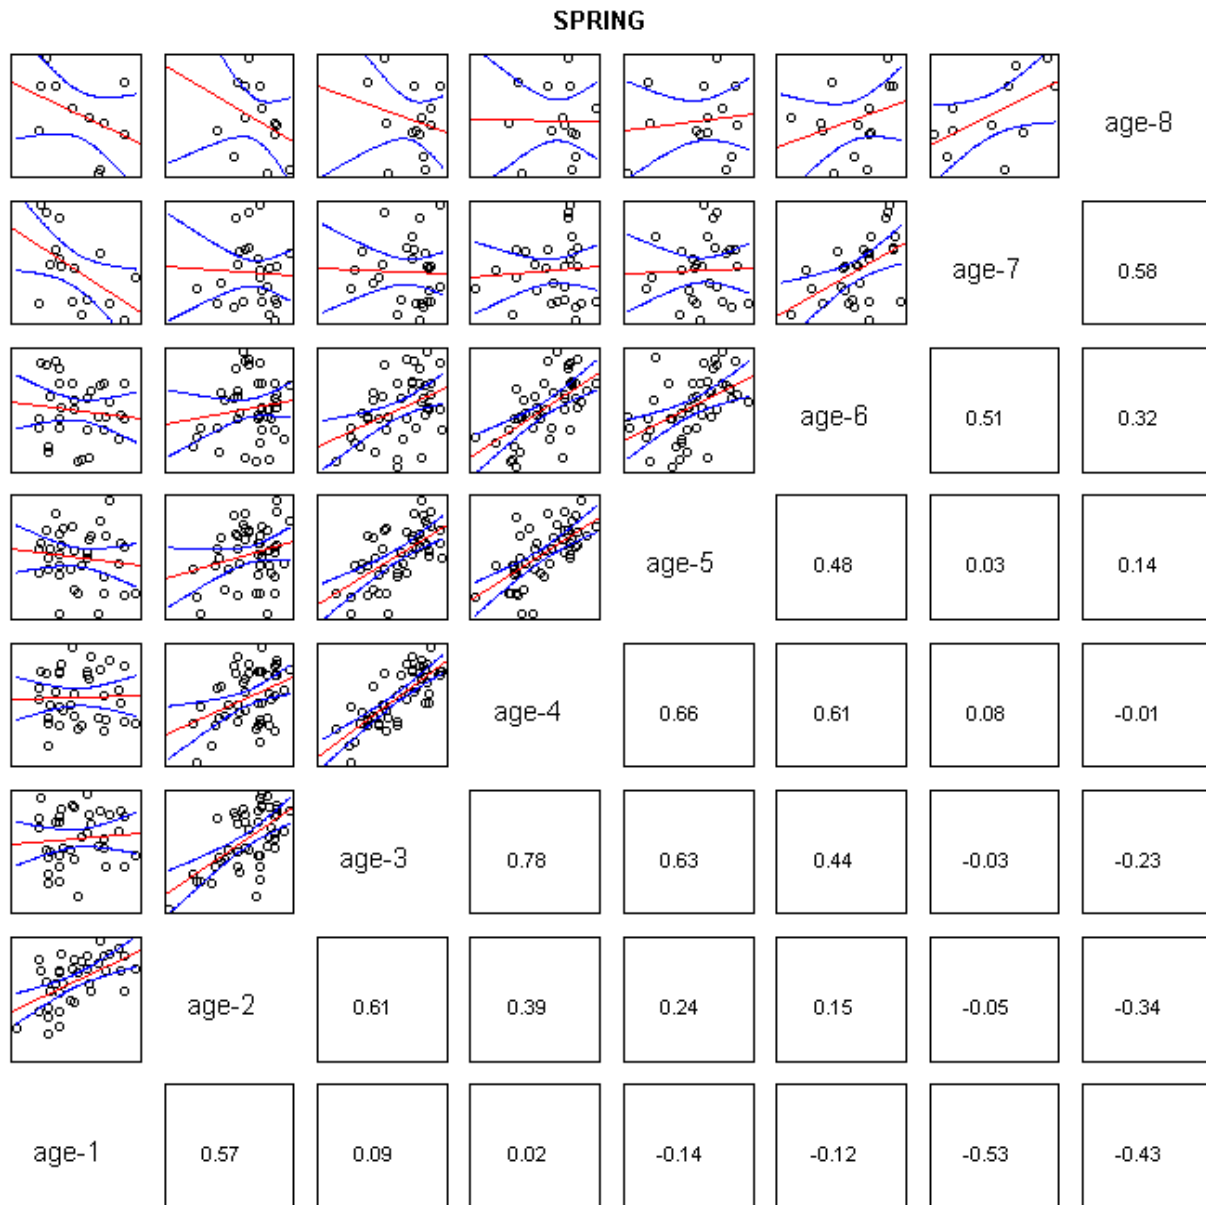 SPRING
age-8
age-7 0.58
age-6 0.51 0.32
age-5 0.48 0.03 0.14
age-4 0.66 0.61 0.08 -0.01
age-3 0.78 0.63 0.44 -0.03 -0.23
age-2 0.61 0.39 0.24 0.15 -0.05 -0.34
age-1 0.57 0.09 0.02 -0.14 -0.12 -0.53 -0.43